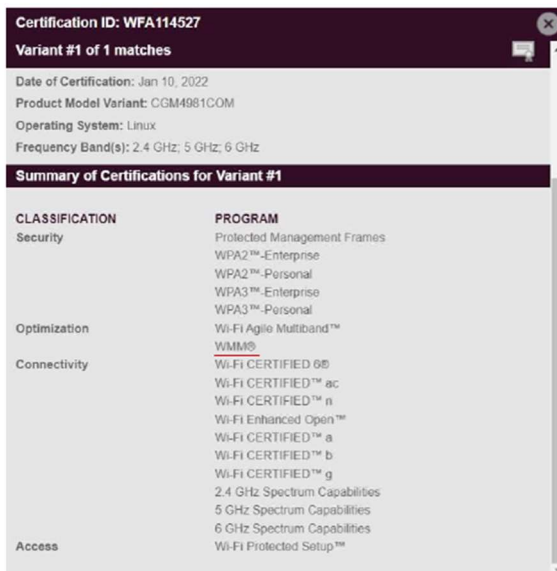 Certification ID: WFA114527
Variant #1 of 1 matches
Date of Certification: Jan 10, 2022
Product Model Variant: CGM4981COM
Operating System: Linux
Frequency Band(s): 2.4 GHz; 5 GHz; 6 GHz
Summary of Certifications for Variant #1
CLASSIFICATION PROGRAM
Security Protected Management Frames
WPA2™-Enterprise
WPA2™-Personal
WPA3™-Enterprise
WPA3™-Personal
Optimization Wi-Fi Agile Multiband™
WMM®
Connectivity Wi-Fi CERTIFIED 6®
Wi-Fi CERTIFIED™ ac
Wi-Fi CERTIFIED™ n
Wi-Fi Enhanced Open™
Wi-Fi CERTIFIED™ a
Wi-Fi CERTIFIED™ b
Wi-Fi CERTIFIED™ g
2.4 GHz Spectrum Capabilities
5 GHz Spectrum Capabilities
6 GHz Spectrum Capabilities
Access Wi-Fi Protected Setup™